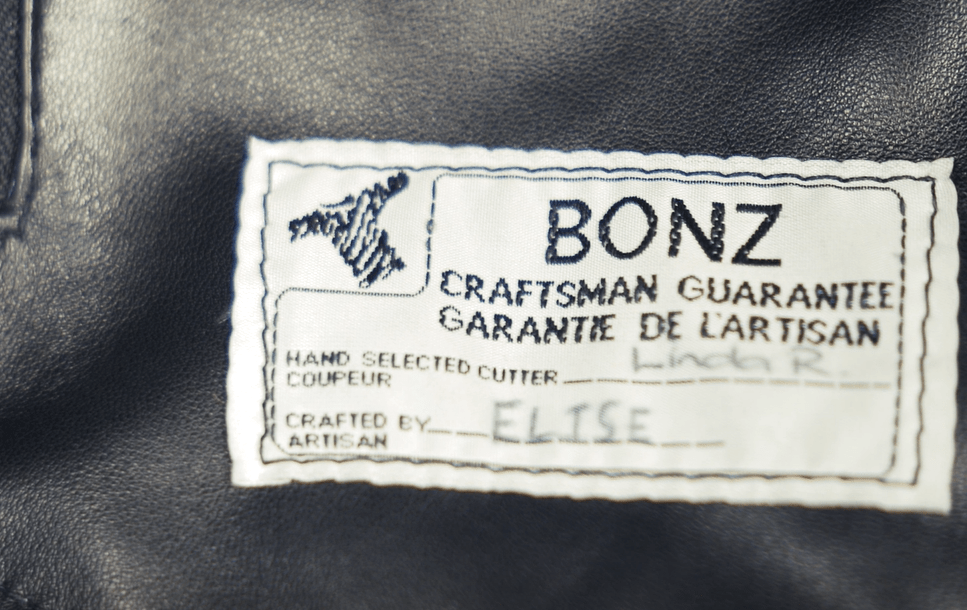 BONZ
CRAFTSMAN GUARANTEE
GARANTIE DE L'ARTISAN
HAND SELECTED CUTTER Linda R.
COUPEUR
CRAFTED BY ELISE
ARTISAN